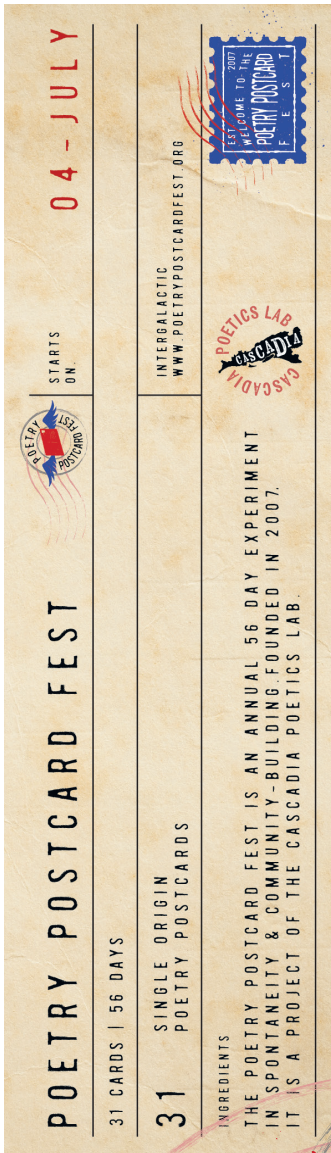 POETRY POSTCARD FEST
POETRY
POSTCARD FEST
STARTS
ON.
04-JULY
31 CARDS | 56 DAYS
31
SINGLE ORIGIN
POETRY POSTCARDS
INTERGALACTIC
WWW.POETRYPOSTCARDFEST.ORG
INGREDIENTS
THE POETRY POSTCARD FEST IS AN ANNUAL 56 DAY EXPERIMENT
IN SPONTANEITY & COMMUNITY-BUILDING.FOUNDED IN 2007.
IT IS A PROJECT OF THE CASCADIA POETICS LAB.
POETICS LAB
CASCADIA
CASCADIA
CASCADIA
EST. 2007
WELCOME TO THE
POETRY POSTCARD
FEST